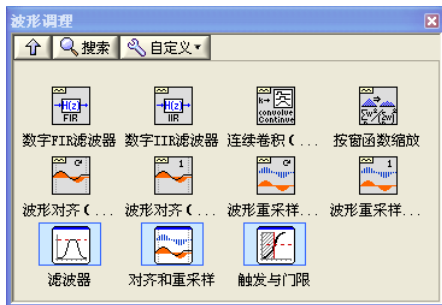 波形调理
搜索 自定义
H(z) FIR H(z) IIR convolve Continue
数字FIR滤波器 数字IIR滤波器 连续卷积(... 按窗函数缩放
1 1
波形对齐(... 波形对齐(... 波形重采样... 波形重采样...
滤波器 对齐和重采样 触发与门限